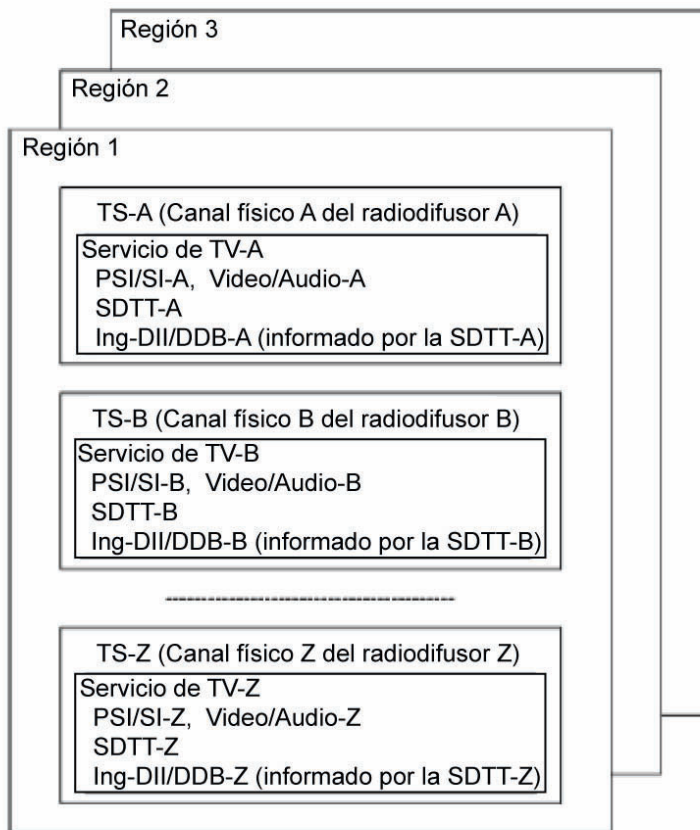 Región 3
Región 2
Región 1
TS-A (Canal físico A del radiodifusor A)
Servicio de TV-A
PSI/SI-A, Video/Audio-A
SDTT-A
Ing-DII/DDB-A (informado por la SDTT-A)
TS-B (Canal físico B del radiodifusor B)
Servicio de TV-B
PSI/SI-B, Video/Audio-B
SDTT-B
Ing-DII/DDB-B (informado por la SDTT-B)
TS-Z (Canal físico Z del radiodifusor Z)
Servicio de TV-Z
PSI/SI-Z, Video/Audio-Z
SDTT-Z
Ing-DII/DDB-Z (informado por la SDTT-Z)